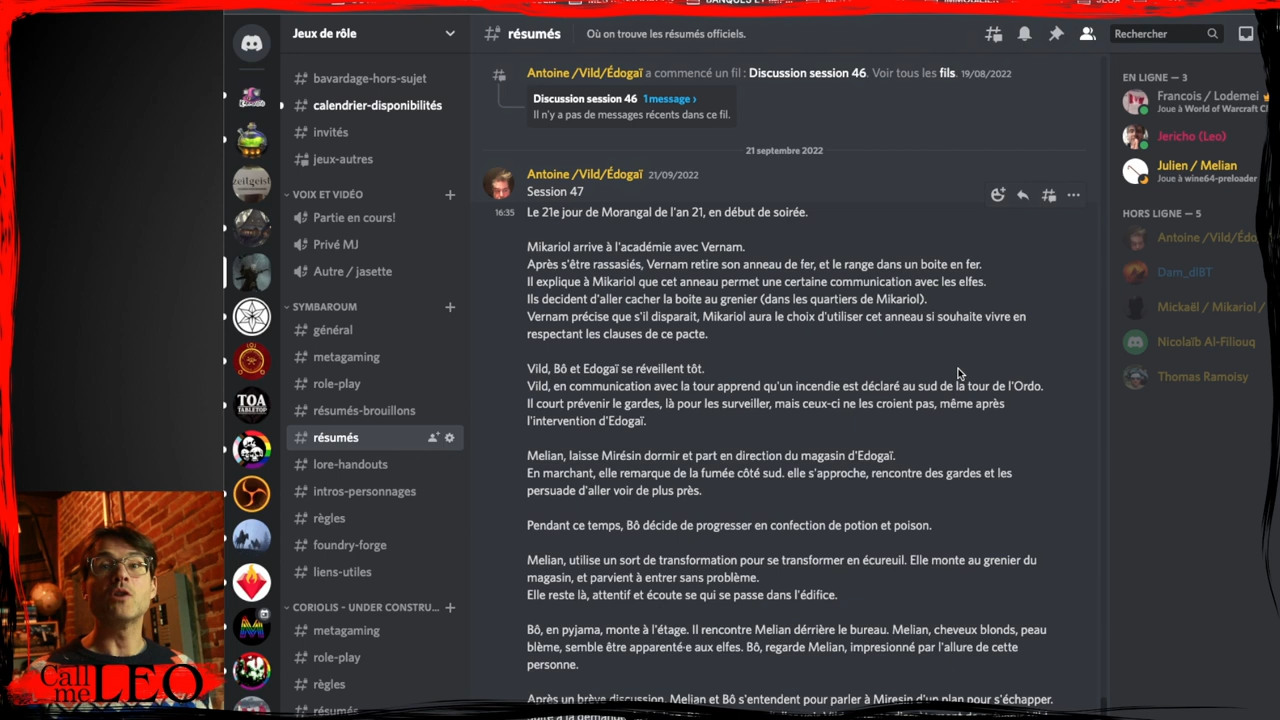 Jeux de rôle
bavardage-hors-sujet
calendrier-disponibilités
invités
jeux-autres
VOIX ET VIDÉO
Partie en cours!
Privé MJ
Autre / jasette
SYMBAROUM
général
metagaming
role-play
résumés-brouillons
résumés
lore-handouts
intros-personnages
règles
foundry-forge
liens-utiles
CORIOLIS - UNDER CONSTRU...
metagaming
role-play
règles
résumés
zeitgeist
TOA
TABLETOP
Call me LEO
résumés
Où on trouve les résumés officiels.
Rechercher
Antoine /Vild/Édogaï a commencé un fil : Discussion session 46. Voir tous les fils. 19/08/2022
Discussion session 46 1 message ›
Il n'y a pas de messages récents dans ce fil.
21 septembre 2022
Antoine /Vild/Édogaï 21/09/2022
Session 47
16:35 Le 21e jour de Morangal de l'an 21, en début de soirée.
Mikariol arrive à l'académie avec Vernam.
Après s'être rassasiés, Vernam retire son anneau de fer, et le range dans un boite en fer.
Il explique à Mikariol que cet anneau permet une certaine communication avec les elfes.
Ils decident d'aller cacher la boite au grenier (dans les quartiers de Mikariol).
Vernam précise que s'il disparait, Mikariol aura le choix d'utiliser cet anneau si souhaite vivre en
respectant les clauses de ce pacte.
Vild, Bô et Edogaï se réveillent tôt.
Vild, en communication avec la tour apprend qu'un incendie est déclaré au sud de la tour de l'Ordo.
Il court prévenir le gardes, là pour les surveiller, mais ceux-ci ne les croient pas, même après
l'intervention d'Edogaï.
Melian, laisse Mirésin dormir et part en direction du magasin d'Edogaï.
En marchant, elle remarque de la fumée côté sud. elle s'approche, rencontre des gardes et les
persuade d'aller voir de plus près.
Pendant ce temps, Bô décide de progresser en confection de potion et poison.
Melian, utilise un sort de transformation pour se transformer en écureuil. Elle monte au grenier du
magasin, et parvient à entrer sans problème.
Elle reste là, attentif et écoute se qui se passe dans l'édifice.
Bô, en pyjama, monte à l'étage. Il rencontre Melian dérrière le bureau. Melian, cheveux blonds, peau
blème, semble être apparenté·e aux elfes. Bô, regarde Melian, impresionné par l'allure de cette
personne.
Après un brève discussion, Melian et Bô s'entendent pour parler à Miresin d'un plan pour s'échapper.
EN LIGNE — 3
Francois / Lodemei
Joue à World of Warcraft Cl
Jericho (Leo)
Julien / Melian
Joue à wine64-preloader
HORS LIGNE — 5
Antoine /Vild/Édo
Dam_dlBT
Mickaël / Mikariol /
Nicolaïb Al-Filiouq
Thomas Ramoisy